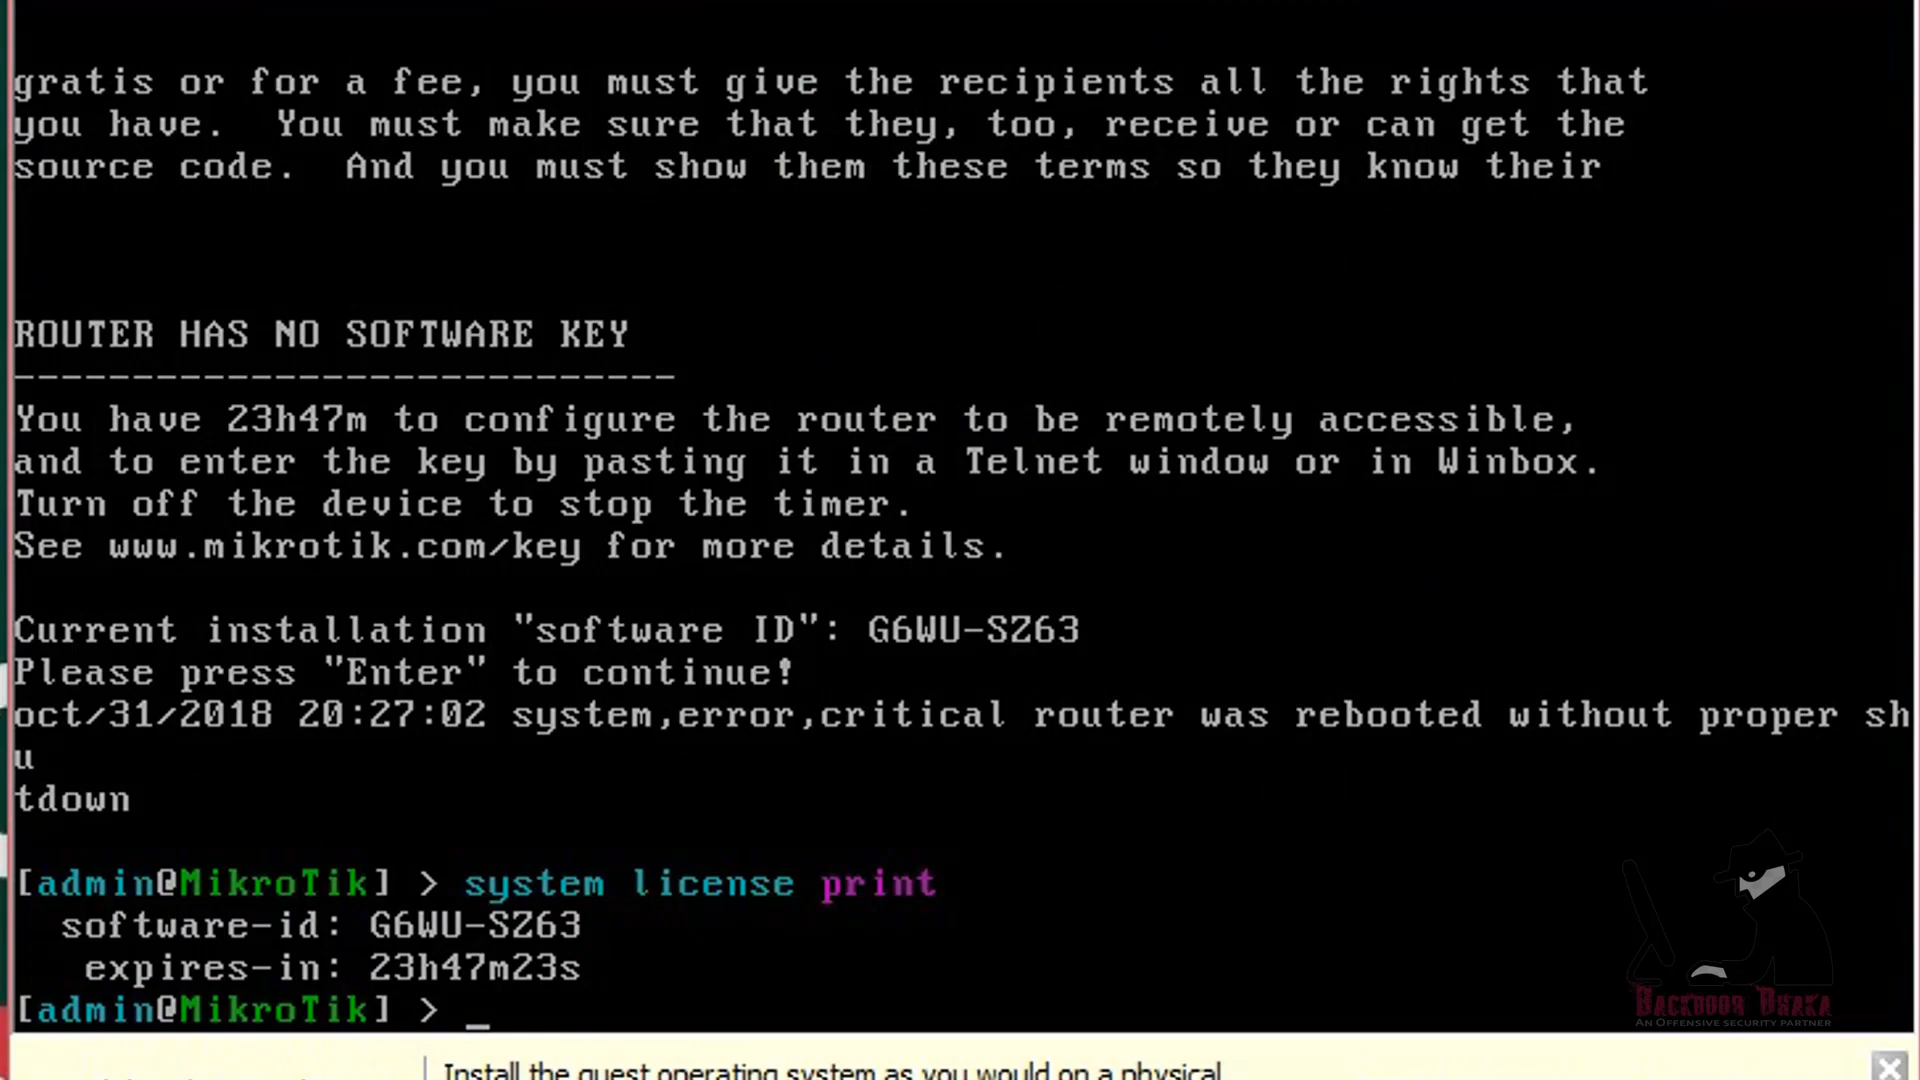 gratis or for a fee, you must give the recipients all the rights that
you have.  You must make sure that they, too, receive or can get the
source code.  And you must show them these terms so they know their
ROUTER HAS NO SOFTWARE KEY
----------------------------
You have 23h47m to configure the router to be remotely accessible,
and to enter the key by pasting it in a Telnet window or in Winbox.
Turn off the device to stop the timer.
See www.mikrotik.com/key for more details.
Current installation "software ID": G6WU-SZ63
Please press "Enter" to continue!
oct/31/2018 20:27:02 system,error,critical router was rebooted without proper sh
u
tdown
[admin@MikroTik] > system license print
software-id: G6WU-SZ63
expires-in: 23h47m23s
[admin@MikroTik] > _
BACKDOOR DHAKA
AN OFFENSIVE SECURITY PARTNER
Install the guest operating system as you would on a physical